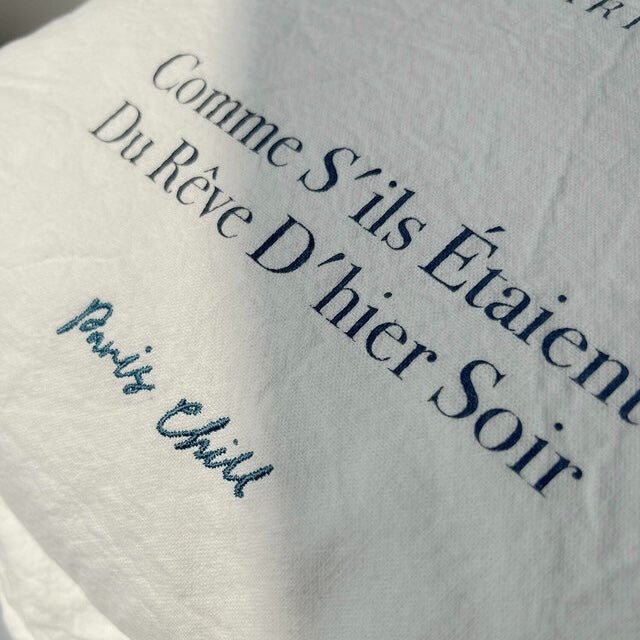 Comme S'ils Étaient
Du Rêve D'hier Soir
Paris Chill